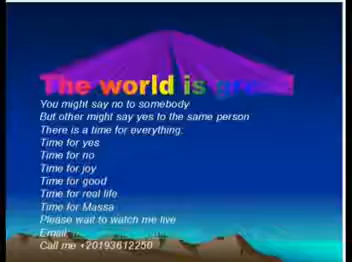 The world is great
You might say no to somebody
But other might say yes to the same person
There is a time for everything:
Time for yes
Time for no
Time for joy
Time for good
Time for real life
Time for Massa
Please wait to watch me live
Email:
Call me +20193612250